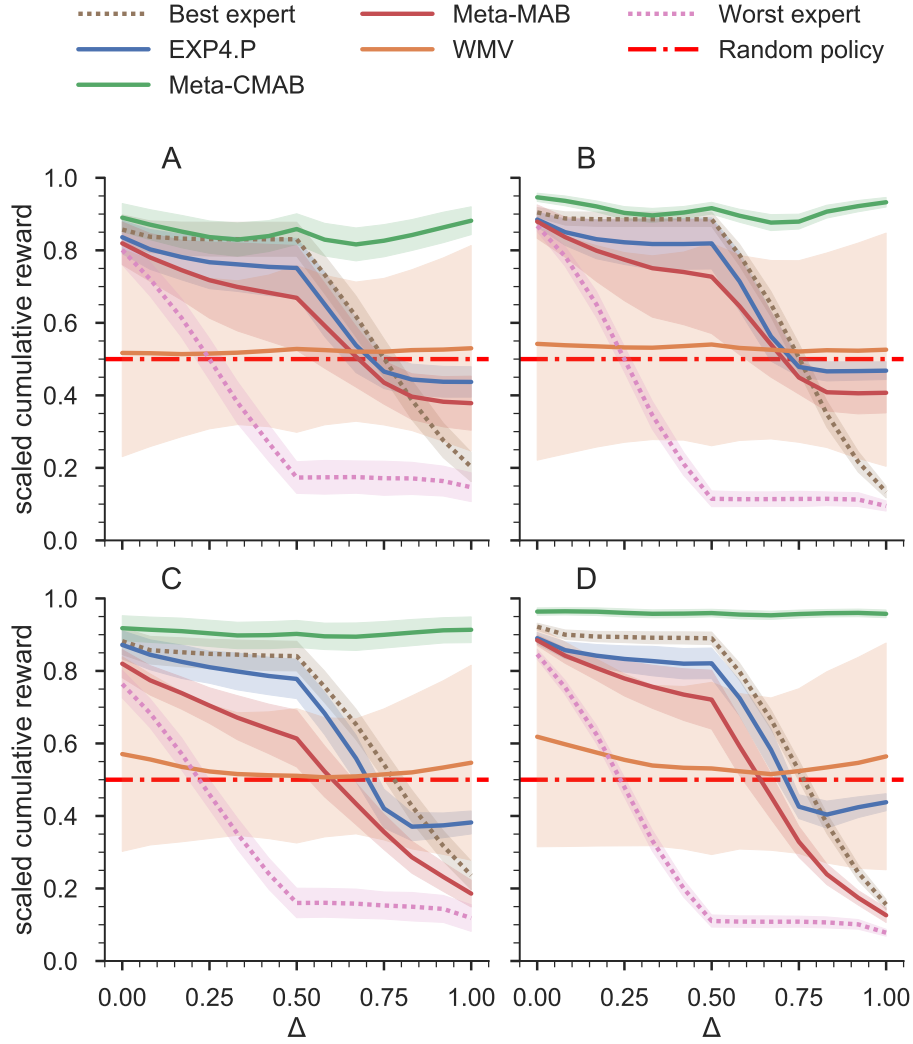 Best expert Meta-MAB Worst expert
EXP4.P WMV Random policy
Meta-CMAB
A B
1.0
0.8
0.6
0.4
0.2
0.0
scaled cumulative reward
C D
1.0
0.8
0.6
0.4
0.2
0.0
scaled cumulative reward
0.00 0.25 0.50 0.75 1.00 0.00 0.25 0.50 0.75 1.00
Δ Δ